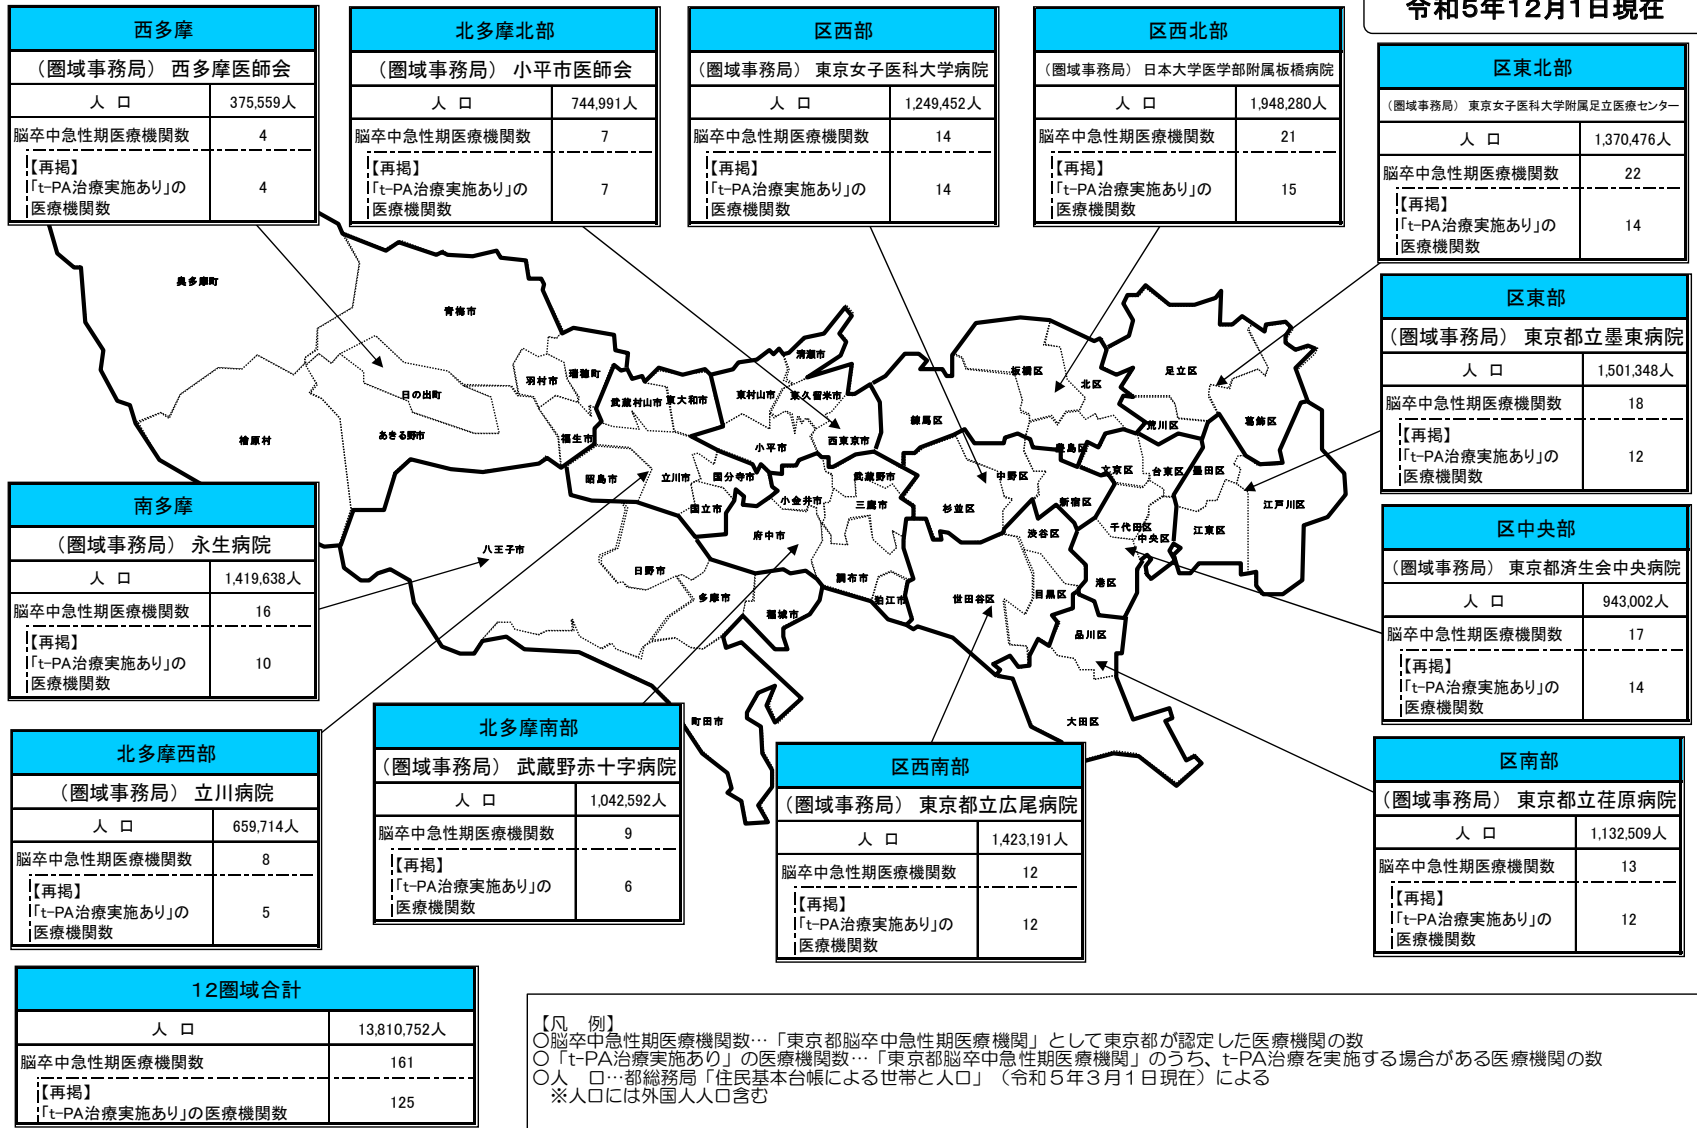 令和5年12月1日現在
西多摩
（圏域事務局） 西多摩医師会
人 口 375,559人
脳卒中急性期医療機関数 4
【再掲】
「t-PA治療実施あり」の
医療機関数 4
北多摩北部
（圏域事務局） 小平市医師会
人 口 744,991人
脳卒中急性期医療機関数 7
【再掲】
「t-PA治療実施あり」の
医療機関数 7
区西部
（圏域事務局） 東京女子医科大学病院
人 口 1,249,452人
脳卒中急性期医療機関数 14
【再掲】
「t-PA治療実施あり」の
医療機関数 14
区西北部
（圏域事務局） 日本大学医学部附属板橋病院
人 口 1,948,280人
脳卒中急性期医療機関数 21
【再掲】
「t-PA治療実施あり」の
医療機関数 15
区東北部
（圏域事務局） 東京女子医科大学附属足立医療センター
人 口 1,370,476人
脳卒中急性期医療機関数 22
【再掲】
「t-PA治療実施あり」の
医療機関数 14
区東部
（圏域事務局） 東京都立墨東病院
人 口 1,501,348人
脳卒中急性期医療機関数 18
【再掲】
「t-PA治療実施あり」の
医療機関数 12
奥多摩町
青梅市
日の出町
羽村市
瑞穂町
檜原村
あきる野市
福生市
武蔵村山市
東大和市
東村山市
清瀬市
東久留米市
小平市
西東京市
昭島市
立川市
国分寺市
国立市
小金井市
武蔵野市
三鷹市
府中市
調布市
狛江市
八王子市
日野市
多摩市
稲城市
町田市
練馬区
板橋区
北区
豊島区
足立区
荒川区
葛飾区
中野区
杉並区
新宿区
文京区
台東区
墨田区
江戸川区
江東区
千代田区
中央区
港区
渋谷区
目黒区
世田谷区
品川区
大田区
南多摩
（圏域事務局） 永生病院
人 口 1,419,638人
脳卒中急性期医療機関数 16
【再掲】
「t-PA治療実施あり」の
医療機関数 10
区中央部
（圏域事務局） 東京都済生会中央病院
人 口 943,002人
脳卒中急性期医療機関数 17
【再掲】
「t-PA治療実施あり」の
医療機関数 14
北多摩西部
（圏域事務局） 立川病院
人 口 659,714人
脳卒中急性期医療機関数 8
【再掲】
「t-PA治療実施あり」の
医療機関数 5
北多摩南部
（圏域事務局） 武蔵野赤十字病院
人 口 1,042,592人
脳卒中急性期医療機関数 9
【再掲】
「t-PA治療実施あり」の
医療機関数 6
区西南部
（圏域事務局） 東京都立広尾病院
人 口 1,423,191人
脳卒中急性期医療機関数 12
【再掲】
「t-PA治療実施あり」の
医療機関数 12
区南部
（圏域事務局） 東京都立荏原病院
人 口 1,132,509人
脳卒中急性期医療機関数 13
【再掲】
「t-PA治療実施あり」の
医療機関数 12
12圏域合計
人 口 13,810,752人
脳卒中急性期医療機関数 161
【再掲】
「t-PA治療実施あり」の医療機関数 125
【凡 例】
○脳卒中急性期医療機関数…「東京都脳卒中急性期医療機関」として東京都が認定した医療機関の数
○「t-PA治療実施あり」の医療機関数…「東京都脳卒中急性期医療機関」のうち、t-PA治療を実施する場合がある医療機関の数
○人 口…都総務局「住民基本台帳による世帯と人口」（令和５年３月１日現在）による
※人口には外国人人口含む